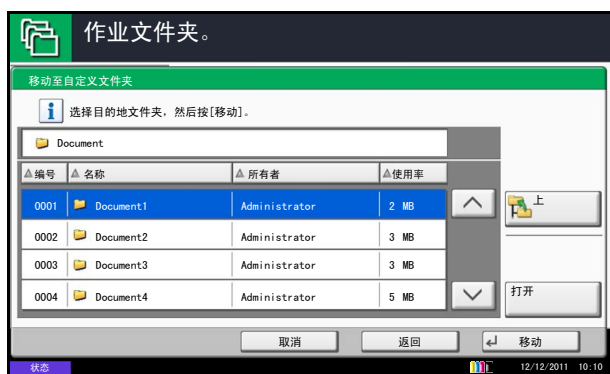 作业文件夹。
移动至自定义文件夹
选择目的地文件夹，然后按[移动]。
Document
编号 名称 所有者 使用率
0001 Document1 Administrator 2 MB
上
0002 Document2 Administrator 3 MB
0003 Document3 Administrator 3 MB
0004 Document4 Administrator 5 MB
打开
取消 返回 移动
状态 12/12/2011 10:10